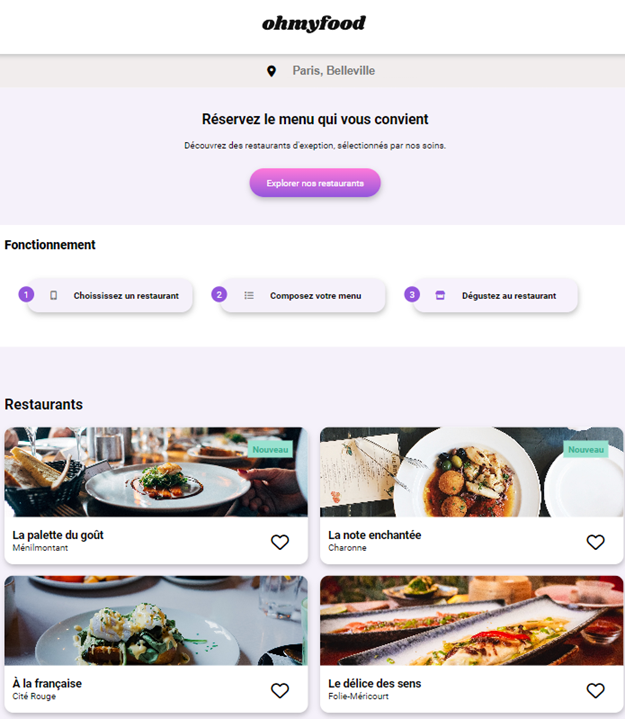 ohmyfood
Paris, Belleville
Réservez le menu qui vous convient
Découvrez des restaurants d'exeption, sélectionnés par nos soins.
Explorer nos restaurants
Fonctionnement
1 Choississez un restaurant
2 Composez votre menu
3 Dégustez au restaurant
Restaurants
Nouveau
La palette du goût
Ménilmontant
Nouveau
La note enchantée
Charonne
À la française
Cité Rouge
Le délice des sens
Folie-Méricourt